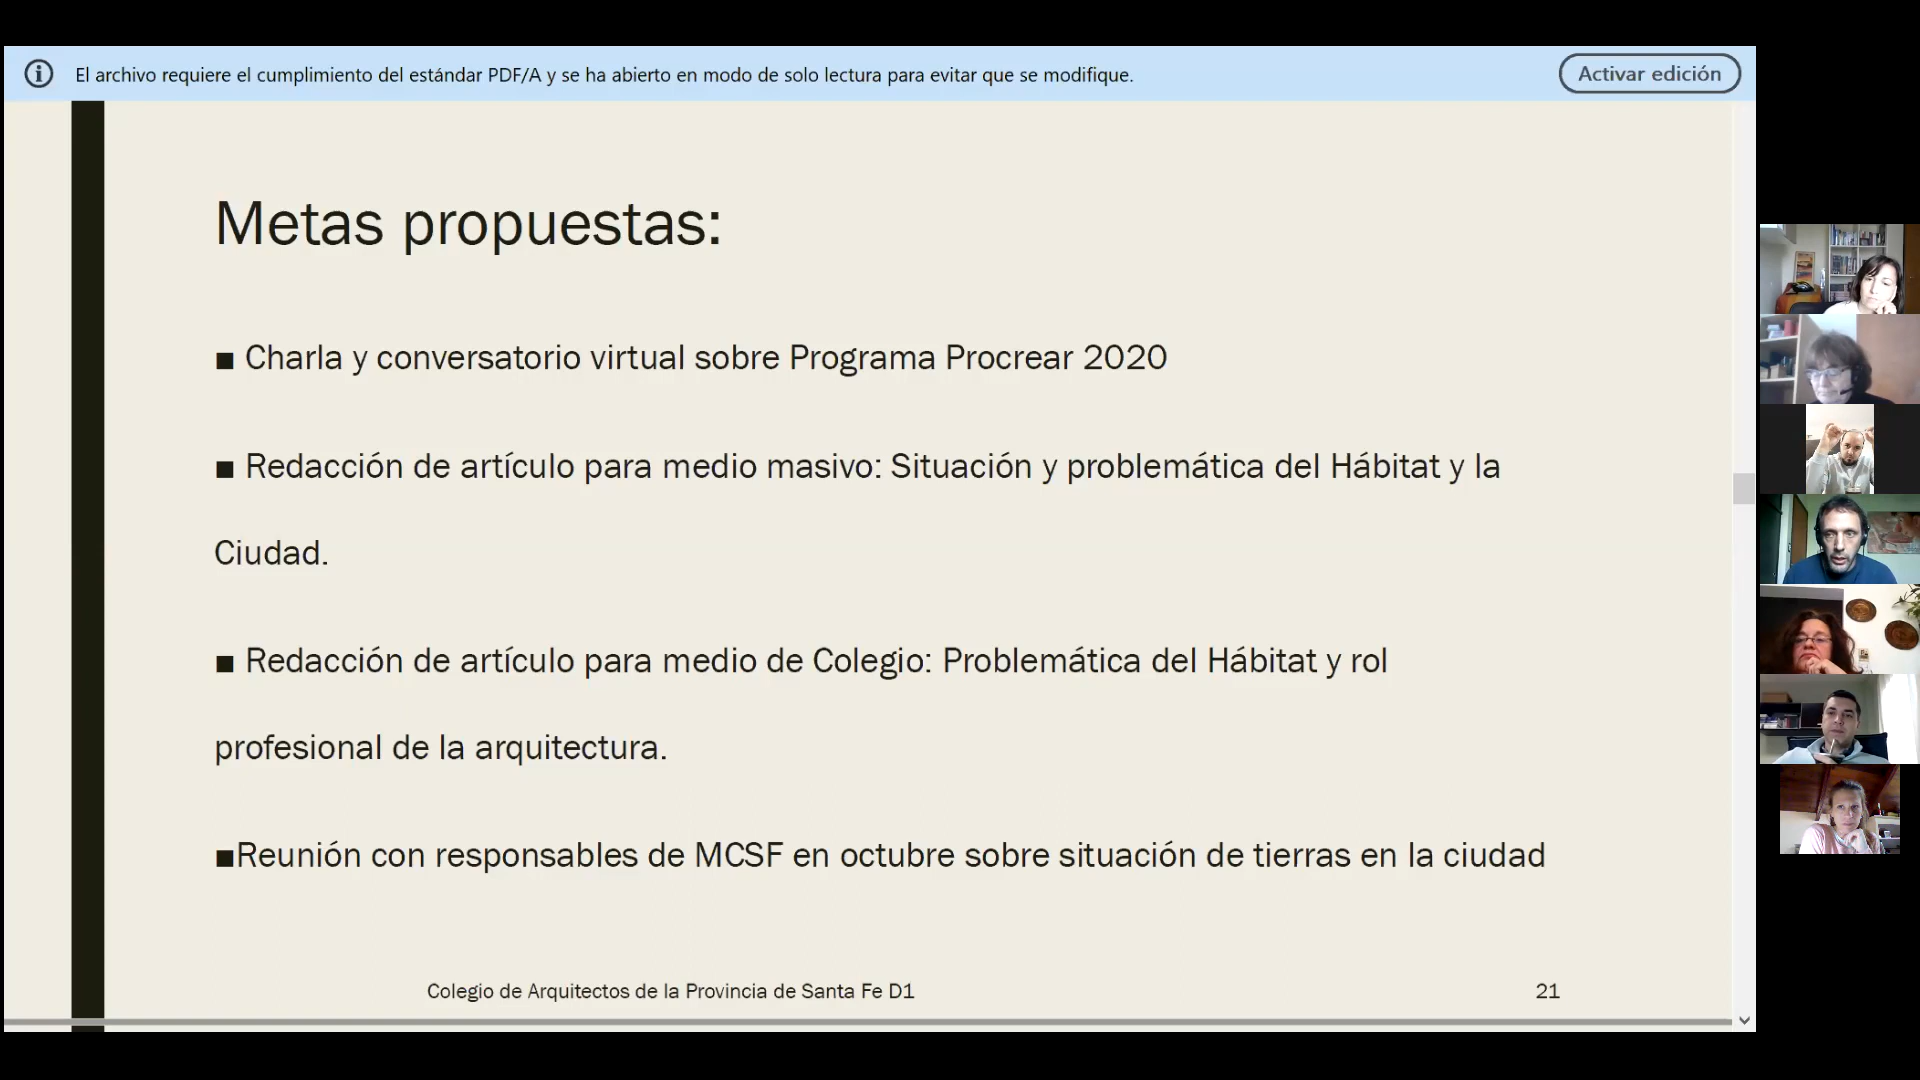 El archivo requiere el cumplimiento del estándar PDF/A y se ha abierto en modo de solo lectura para evitar que se modifique.
Activar edición
Metas propuestas:
■ Charla y conversatorio virtual sobre Programa Procrear 2020
■ Redacción de artículo para medio masivo: Situación y problemática del Hábitat y la
Ciudad.
■ Redacción de artículo para medio de Colegio: Problemática del Hábitat y rol
profesional de la arquitectura.
■Reunión con responsables de MCSF en octubre sobre situación de tierras en la ciudad
Colegio de Arquitectos de la Provincia de Santa Fe D1
21